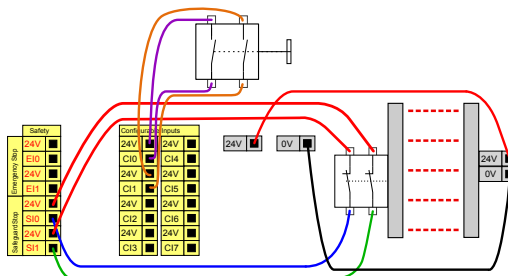 Safety
Emergency Stop
24V
EI0
24V
EI1
Safeguard Stop
24V
SI0
24V
SI1
Configurable Inputs
24V 24V
CI0 CI4
24V 24V
CI1 CI5
24V 24V
CI2 CI6
24V 24V
CI3 CI7
24V
0V
24V
0V